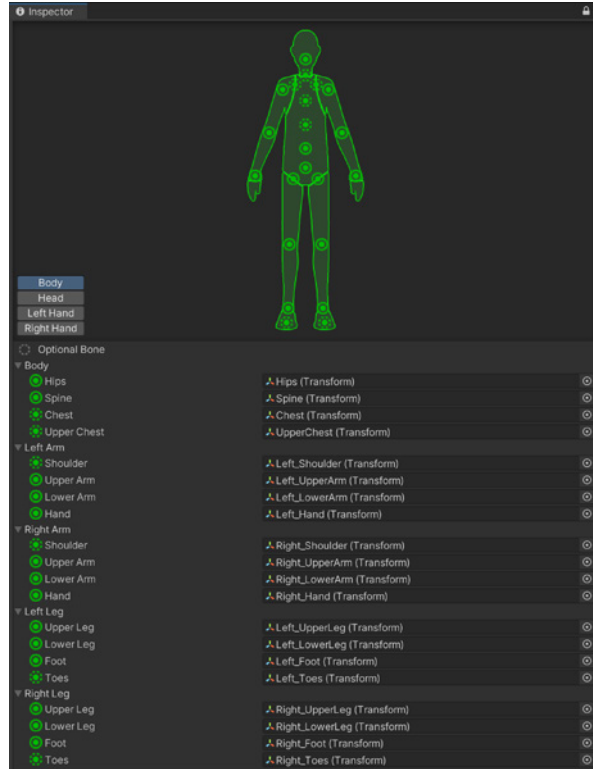 Inspector
Body
Head
Left Hand
Right Hand
Optional Bone
Body
Hips Hips (Transform)
Spine Spine (Transform)
Chest Chest (Transform)
Upper Chest UpperChest (Transform)
Left Arm
Shoulder Left_Shoulder (Transform)
Upper Arm Left_UpperArm (Transform)
Lower Arm Left_LowerArm (Transform)
Hand Left_Hand (Transform)
Right Arm
Shoulder Right_Shoulder (Transform)
Upper Arm Right_UpperArm (Transform)
Lower Arm Right_LowerArm (Transform)
Hand Right_Hand (Transform)
Left Leg
Upper Leg Left_UpperLeg (Transform)
Lower Leg Left_LowerLeg (Transform)
Foot Left_Foot (Transform)
Toes Left_Toes (Transform)
Right Leg
Upper Leg Right_UpperLeg (Transform)
Lower Leg Right_LowerLeg (Transform)
Foot Right_Foot (Transform)
Toes Right_Toes (Transform)